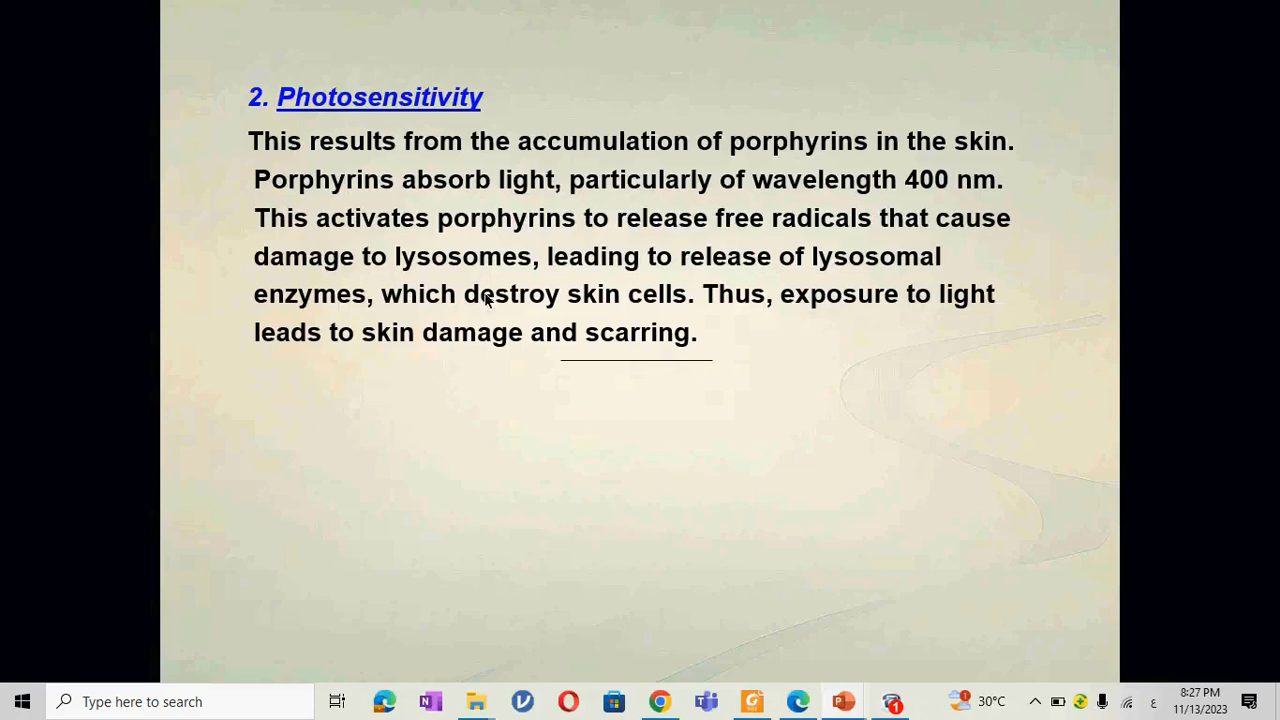 2. Photosensitivity
This results from the accumulation of porphyrins in the skin.
Porphyrins absorb light, particularly of wavelength 400 nm.
This activates porphyrins to release free radicals that cause
damage to lysosomes, leading to release of lysosomal
enzymes, which destroy skin cells. Thus, exposure to light
leads to skin damage and scarring.
Type here to search
1
30°C
ع
8:27 PM
11/13/2023